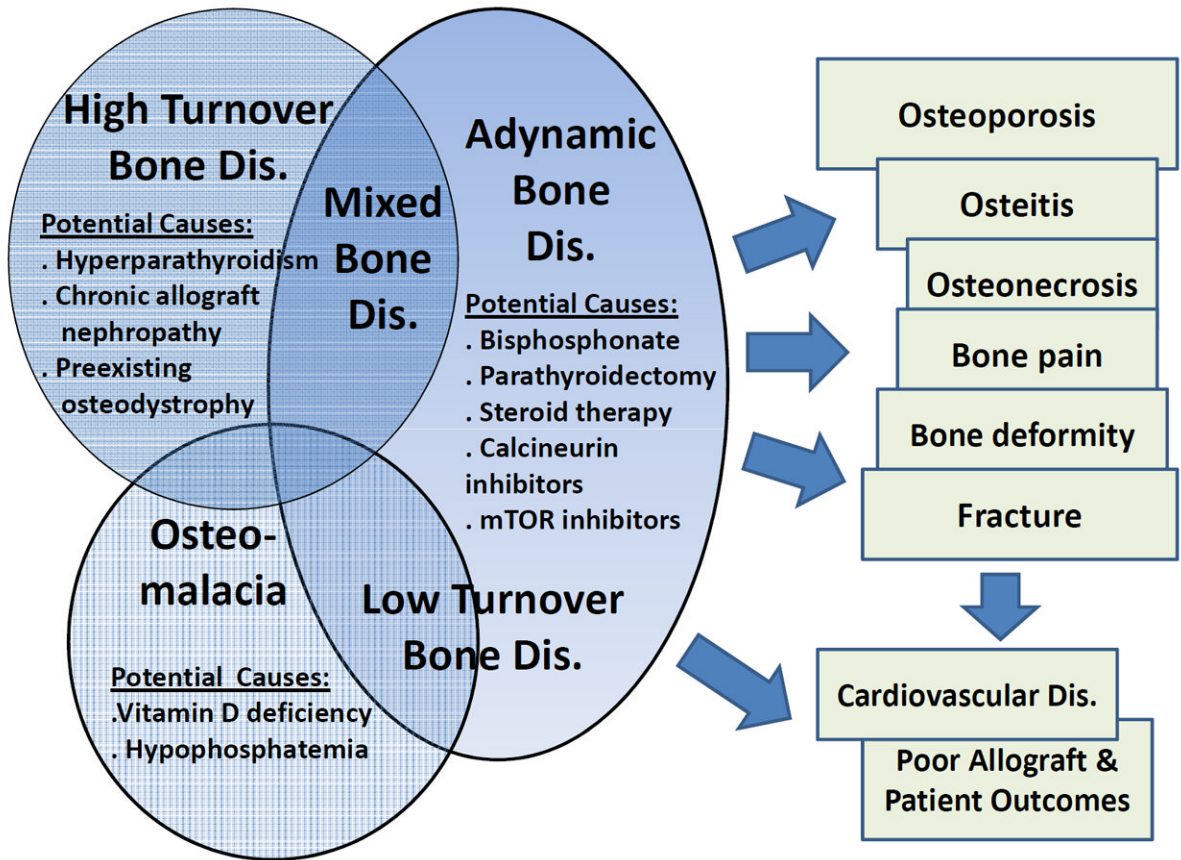 High Turnover
Bone Dis.
Potential Causes:
. Hyperparathyroidism
. Chronic allograft
nephropathy
. Preexisting
osteodystrophy
Mixed
Bone
Dis.
Adynamic
Bone
Dis.
Potential Causes:
. Bisphosphonate
. Parathyroidectomy
. Steroid therapy
. Calcineurin
inhibitors
. mTOR inhibitors
Osteo-
malacia
Potential Causes:
.Vitamin D deficiency
. Hypophosphatemia
Low Turnover
Bone Dis.
Osteoporosis
Osteitis
Osteonecrosis
Bone pain
Bone deformity
Fracture
Cardiovascular Dis.
Poor Allograft &
Patient Outcomes